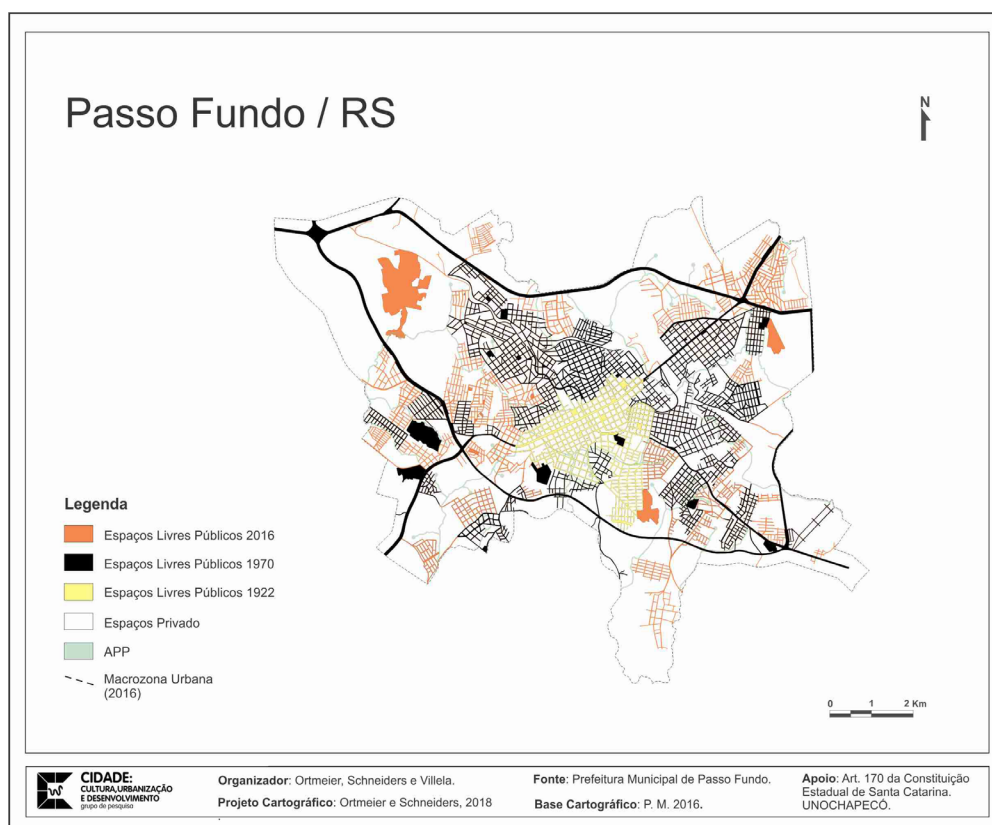 Passo Fundo / RS
N
Legenda
Espaços Livres Públicos 2016
Espaços Livres Públicos 1970
Espaços Livres Públicos 1922
Espaços Privado
APP
Macrozona Urbana
(2016)
0 1 2 Km
CIDADE:
CULTURA, URBANIZAÇÃO
E DESENVOLVIMENTO
grupo de pesquisa
Organizador: Ortmeier, Schneiders e Villela.
Projeto Cartográfico: Ortmeier e Schneiders, 2018
Fonte: Prefeitura Municipal de Passo Fundo.
Base Cartográfico: P. M. 2016.
Apoio: Art. 170 da Constituição
Estadual de Santa Catarina.
UNOCHAPECÓ.